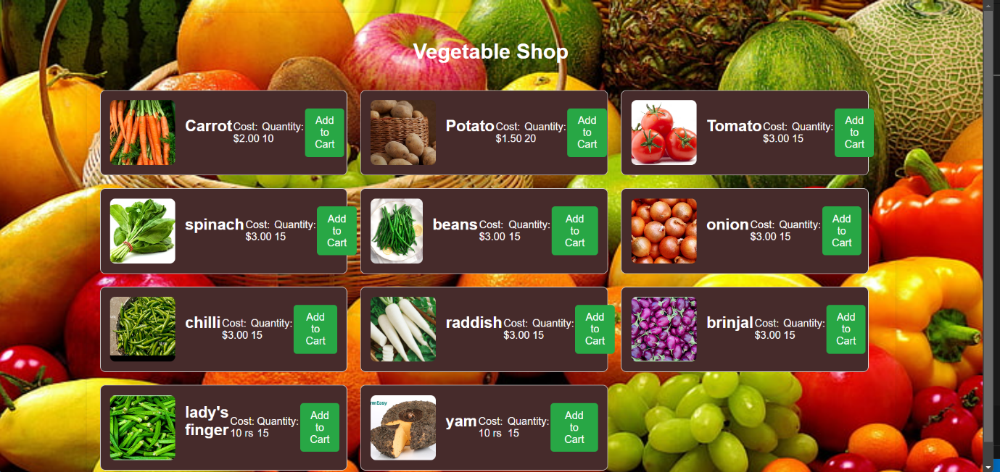 Vegetable Shop
Carrot
Cost: Quantity:
$2.00 10
Add
to
Cart
Potato
Cost: Quantity:
$1.50 20
Add
to
Cart
Tomato
Cost: Quantity:
$3.00 15
Add
to
Cart
spinach
Cost: Quantity:
$3.00 15
Add
to
Cart
beans
Cost: Quantity:
$3.00 15
Add
to
Cart
onion
Cost: Quantity:
$3.00 15
Add
to
Cart
chilli
Cost: Quantity:
$3.00 15
Add
to
Cart
raddish
Cost: Quantity:
$3.00 15
Add
to
Cart
brinjal
Cost: Quantity:
$3.00 15
Add
to
Cart
lady's
finger
Cost: Quantity:
10 rs 15
Add
to
Cart
yam
Cost: Quantity:
10 rs 15
Add
to
Cart